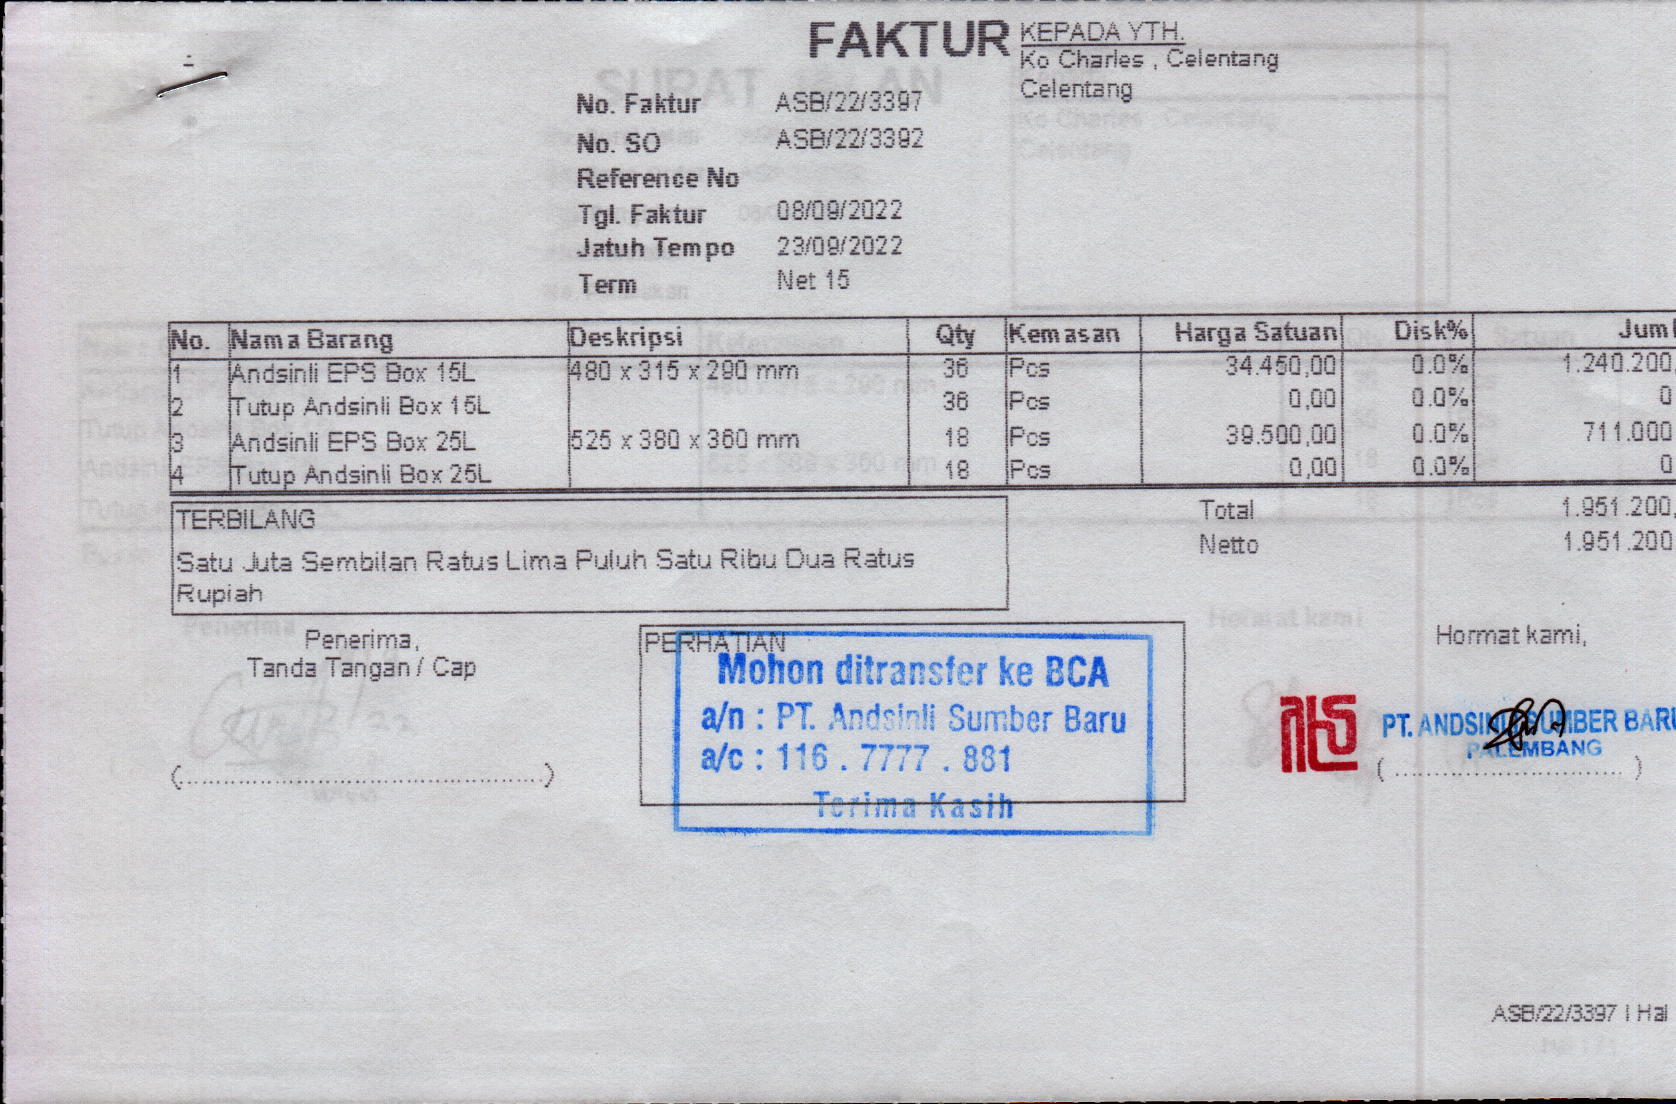 FAKTUR
KEPADA YTH.
Ko Charles , Celentang
Celentang
No. Faktur ASB/22/3397
No. SO ASB/22/3392
Reference No
Tgl. Faktur 08/09/2022
Jatuh Tempo 23/09/2022
Term Net 15
No. Nama Barang Deskripsi Qty Kemasan Harga Satuan Disk%
1 Andsinli EPS Box 15L 480 x 315 x 290 mm 36 Pcs 34.450,00 0.0% 1.240.200,
2 Tutup Andsinli Box 15L 36 Pcs 0,00 0.0% 0
3 Andsinli EPS Box 25L 525 x 380 x 360 mm 18 Pcs 39.500,00 0.0% 711.000
4 Tutup Andsinli Box 25L 18 Pcs 0,00 0.0% 0
TERBILANG
Satu Juta Sembilan Ratus Lima Puluh Satu Ribu Dua Ratus
Rupiah
Total 1.951.200,
Netto 1.951.200
Penerima,
Tanda Tangan / Cap
PERHATIAN
Mohon ditransfer ke BCA
a/n : PT. Andsinli Sumber Baru
a/c : 116 . 7777 . 881
Terima Kasih
Hormat kami,
PT. ANDSINLI SUMBER BARU
PALEMBANG
ASB/22/3397 | Hal